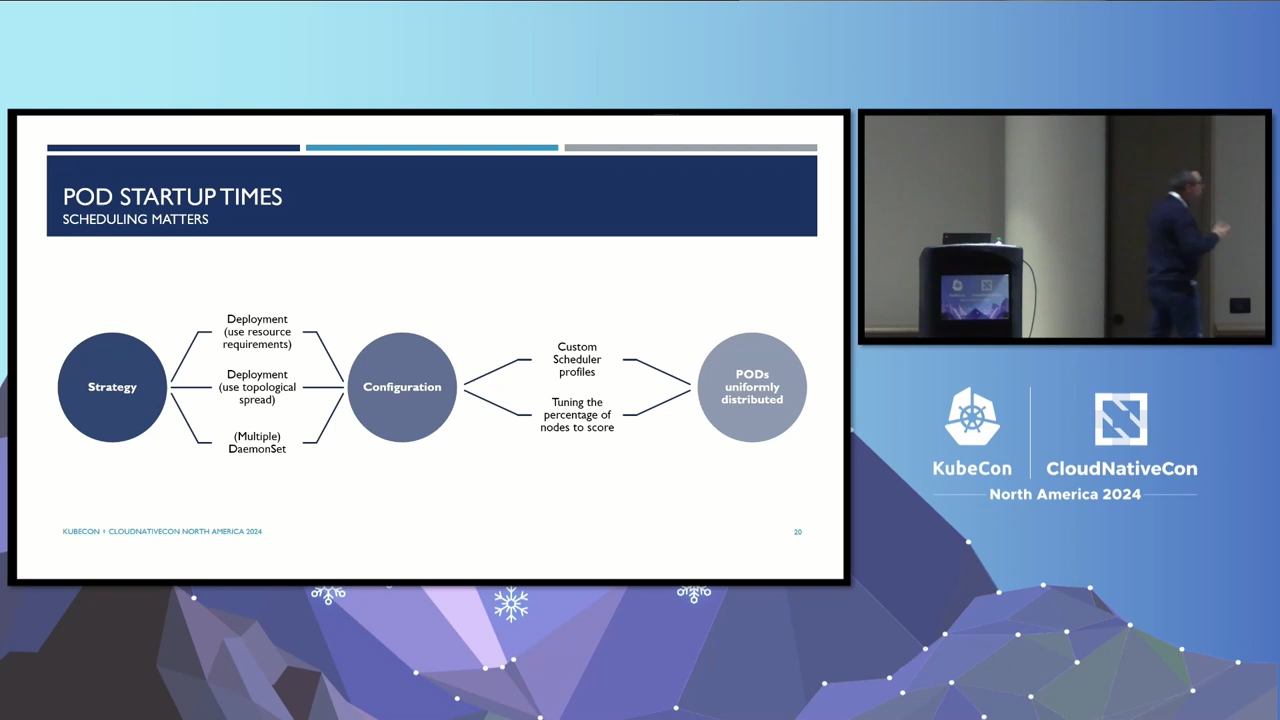 POD STARTUP TIMES
SCHEDULING MATTERS
Strategy
Deployment
(use resource
requirements)
Deployment
(use topological
spread)
(Multiple)
DaemonSet
Configuration
Custom
Scheduler
profiles
Tuning the
percentage of
nodes to score
PODs
uniformly
distributed
KUBECON + CLOUDNATIVECON NORTH AMERICA 2024
20
KubeCon
CloudNativeCon
North America 2024